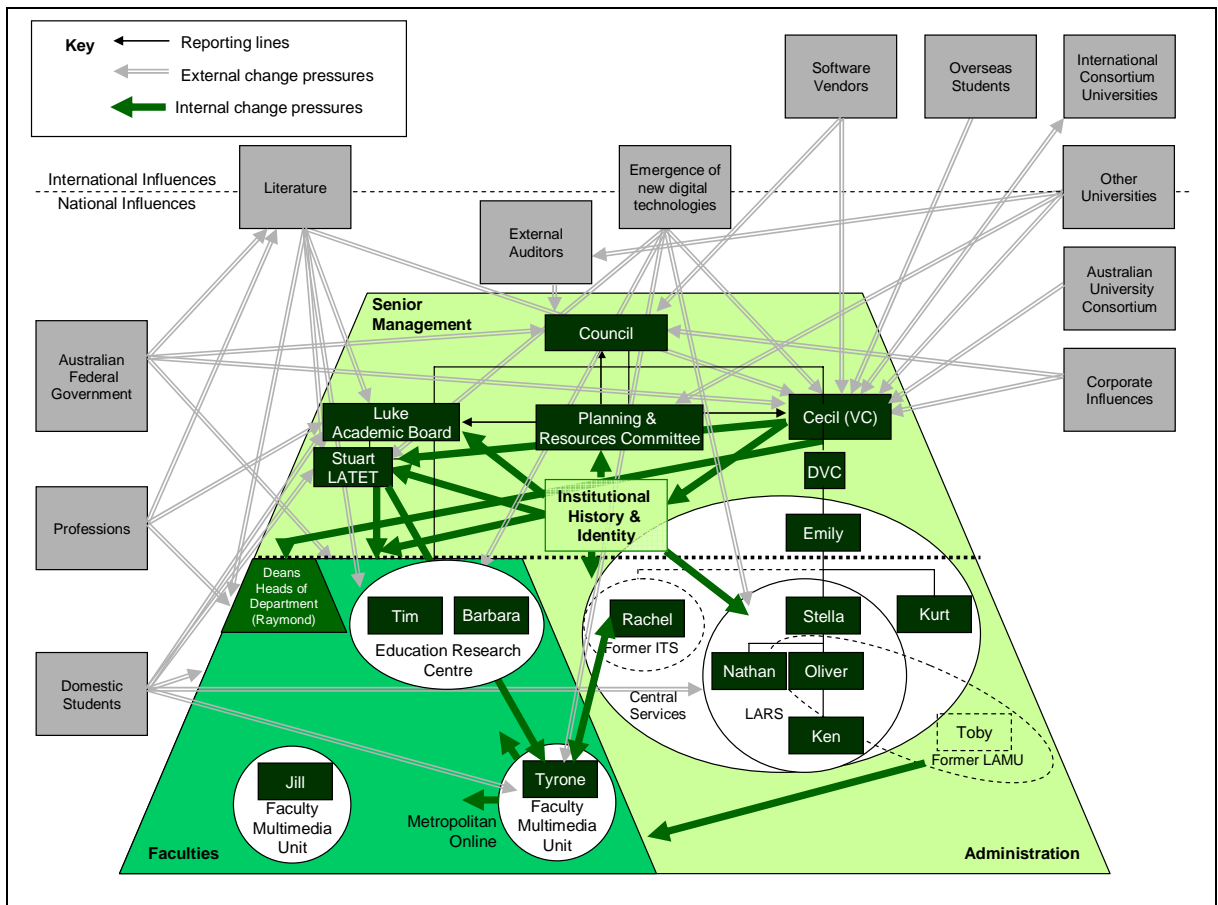 Key
Reporting lines
External change pressures
Internal change pressures
Software
Vendors
Overseas
Students
International
Consortium
Universities
International Influences
National Influences
Literature
Emergence of
new digital
technologies
Other
Universities
External
Auditors
Australian
University
Consortium
Senior
Management
Council
Australian
Federal
Government
Corporate
Influences
Luke
Academic Board
Planning &
Resources Committee
Cecil (VC)
Stuart
LATET
DVC
Institutional
History &
Identity
Professions
Emily
Deans
Heads of
Department
(Raymond)
Tim
Barbara
Education Research
Centre
Rachel
Former ITS
Stella
Kurt
Domestic
Students
Nathan
Oliver
Central
Services
LARS
Ken
Toby
Former LAMU
Jill
Faculty
Multimedia
Unit
Tyrone
Faculty
Multimedia
Unit
Metropolitan
Online
Faculties
Administration